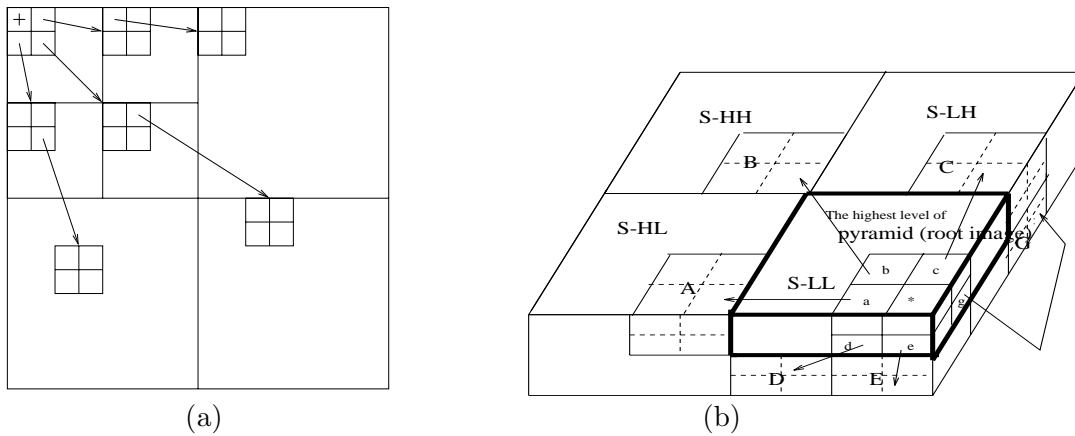 +
S-HH
S-LH
B
C
The highest level of
pyramid (root image)
G
S-HL
b
c
A
S-LL
a
*
g
d
e
D
E
(a)
(b)